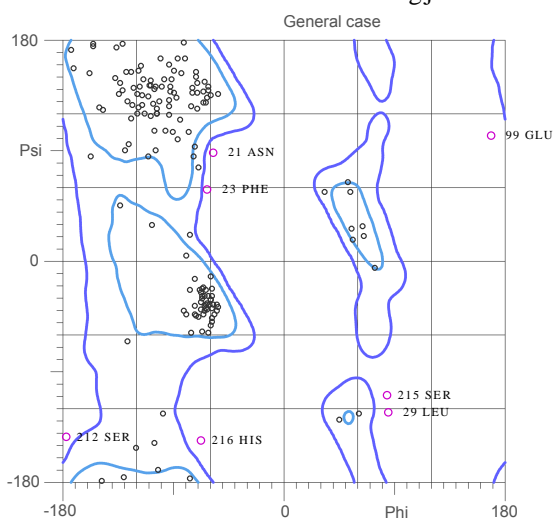 General case
180
99 GLU
Psi
21 ASN
23 PHE
0
215 SER
29 LEU
212 SER
216 HIS
-180
-180
0
Phi
180